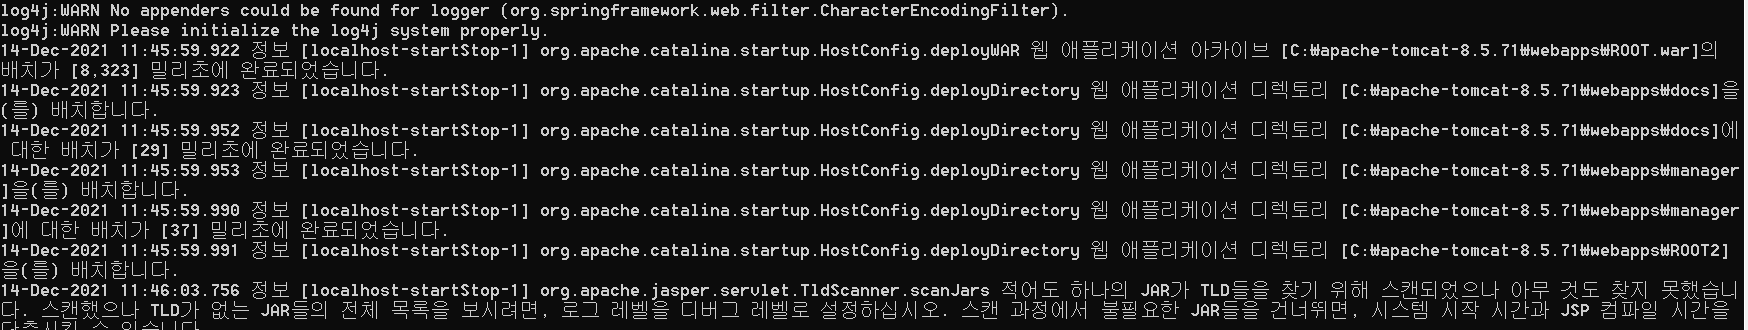 log4j:WARN No appenders could be found for logger (org.springframework.web.filter.CharacterEncodingFilter).
log4j:WARN Please initialize the log4j system properly.
14-Dec-2021 11:45:59.922 정보 [localhost-startStop-1] org.apache.catalina.startup.HostConfig.deployWAR 웹 애플리케이션 아카이브 [C:₩apache-tomcat-8.5.71₩webapps₩ROOT.war]의
배치가 [8,323] 밀리초에 완료되었습니다.
14-Dec-2021 11:45:59.923 정보 [localhost-startStop-1] org.apache.catalina.startup.HostConfig.deployDirectory 웹 애플리케이션 디렉토리 [C:₩apache-tomcat-8.5.71₩webapps₩docs]을
(를) 배치합니다.
14-Dec-2021 11:45:59.952 정보 [localhost-startStop-1] org.apache.catalina.startup.HostConfig.deployDirectory 웹 애플리케이션 디렉토리 [C:₩apache-tomcat-8.5.71₩webapps₩docs]에
대한 배치가 [29] 밀리초에 완료되었습니다.
14-Dec-2021 11:45:59.953 정보 [localhost-startStop-1] org.apache.catalina.startup.HostConfig.deployDirectory 웹 애플리케이션 디렉토리 [C:₩apache-tomcat-8.5.71₩webapps₩manager
]을(를) 배치합니다.
14-Dec-2021 11:45:59.990 정보 [localhost-startStop-1] org.apache.catalina.startup.HostConfig.deployDirectory 웹 애플리케이션 디렉토리 [C:₩apache-tomcat-8.5.71₩webapps₩manager
]에 대한 배치가 [37] 밀리초에 완료되었습니다.
14-Dec-2021 11:45:59.991 정보 [localhost-startStop-1] org.apache.catalina.startup.HostConfig.deployDirectory 웹 애플리케이션 디렉토리 [C:₩apache-tomcat-8.5.71₩webapps₩ROOT2]
을(를) 배치합니다.
14-Dec-2021 11:46:03.756 정보 [localhost-startStop-1] org.apache.jasper.servlet.TldScanner.scanJars 적어도 하나의 JAR가 TLD들을 찾기 위해 스캔되었으나 아무 것도 찾지 못했습니
다. 스캔했으나 TLD가 없는 JAR들의 전체 목록을 보시려면, 로그 레벨을 디버그 레벨로 설정하십시오. 스캔 과정에서 불필요한 JAR들을 건너뛰면, 시스템 시작 시간과 JSP 컴파일 시간을